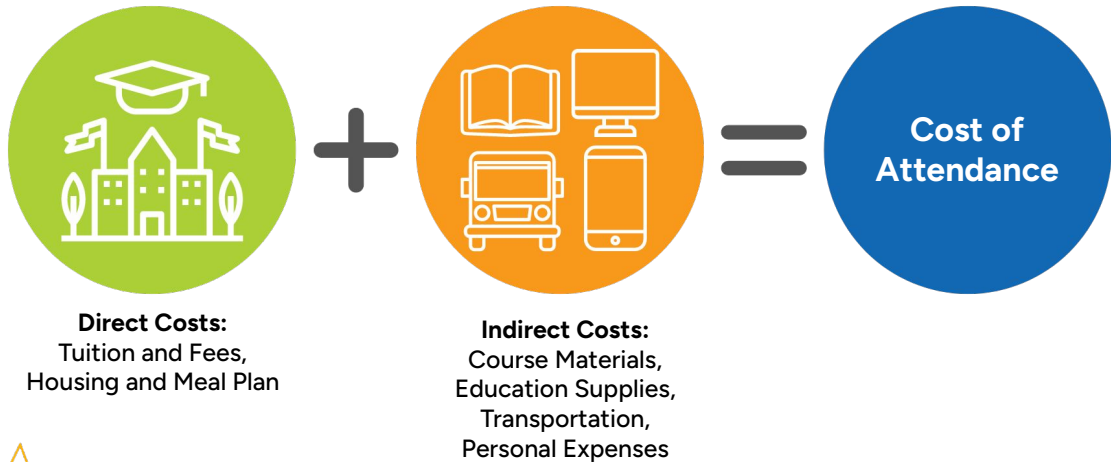 Cost of
Attendance
Direct Costs:
Tuition and Fees,
Housing and Meal Plan
Indirect Costs:
Course Materials,
Education Supplies,
Transportation,
Personal Expenses